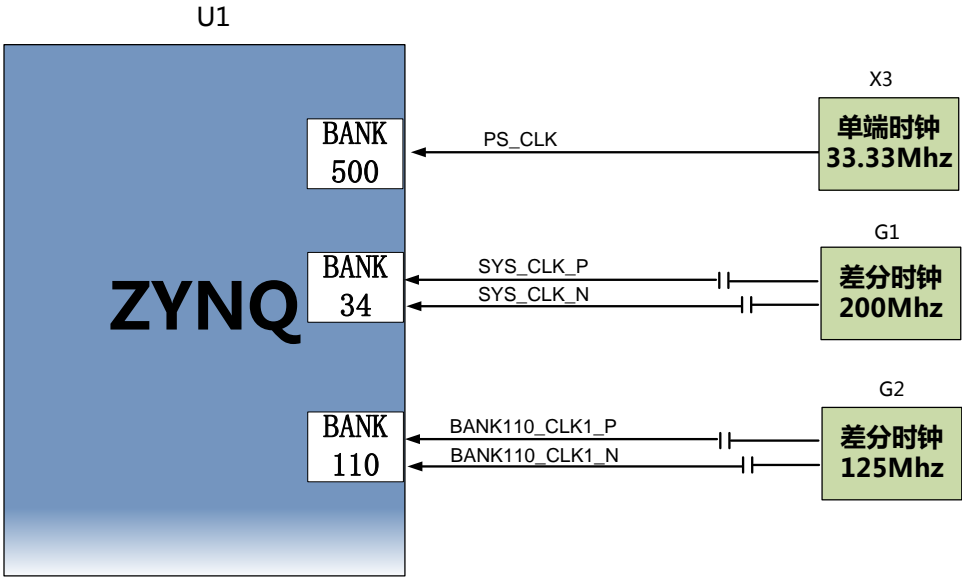 U1
X3
BANK
500
PS_CLK
单端时钟
33.33Mhz
G1
ZYNQ
BANK
34
SYS_CLK_P
SYS_CLK_N
差分时钟
200Mhz
G2
BANK
110
BANK110_CLK1_P
BANK110_CLK1_N
差分时钟
125Mhz